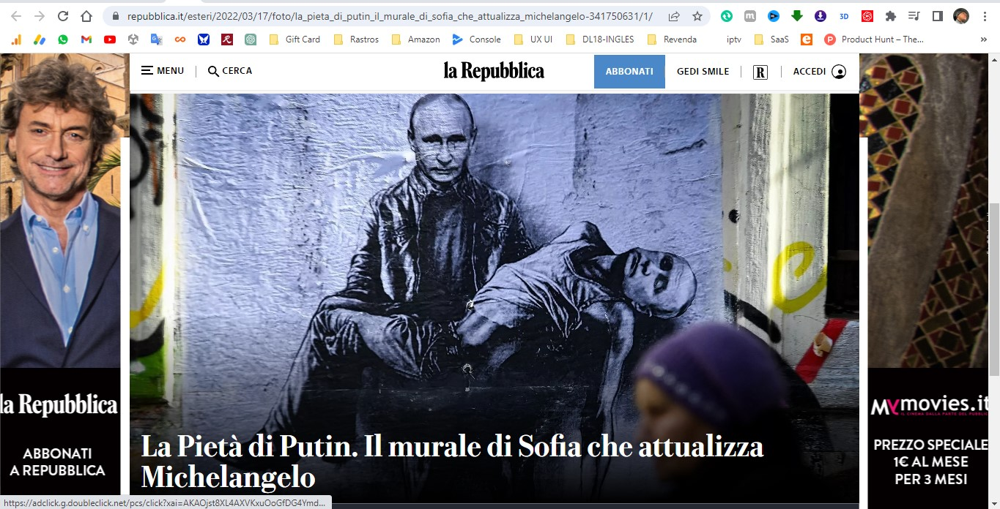 repubblica.it/esteri/2022/03/17/foto/la_pieta_di_putin_il_murale_di_sofia_che_attualizza_michelangelo-341750631/1/
m
3D
Gift Card Rastros Amazon Console UX UI DL18-INGLES Revenda iptv SaaS e P Product Hunt – The... »
MENU CERCA la Repubblica ABBONATI GEDI SMILE R ACCEDI
la Repubblica
ABBONATI
A REPUBBLICA
La Pietà di Putin. Il murale di Sofia che attualizza
Michelangelo
MYmovies.it
IL CINEMA DALLA PARTE DEL PUBBLICO
PREZZO SPECIALE
1€ AL MESE
PER 3 MESI
https://adclick.g.doubleclick.net/pcs/click?xai=AKAOjst8XL4AXVKxuOoGfDG4Ymd...